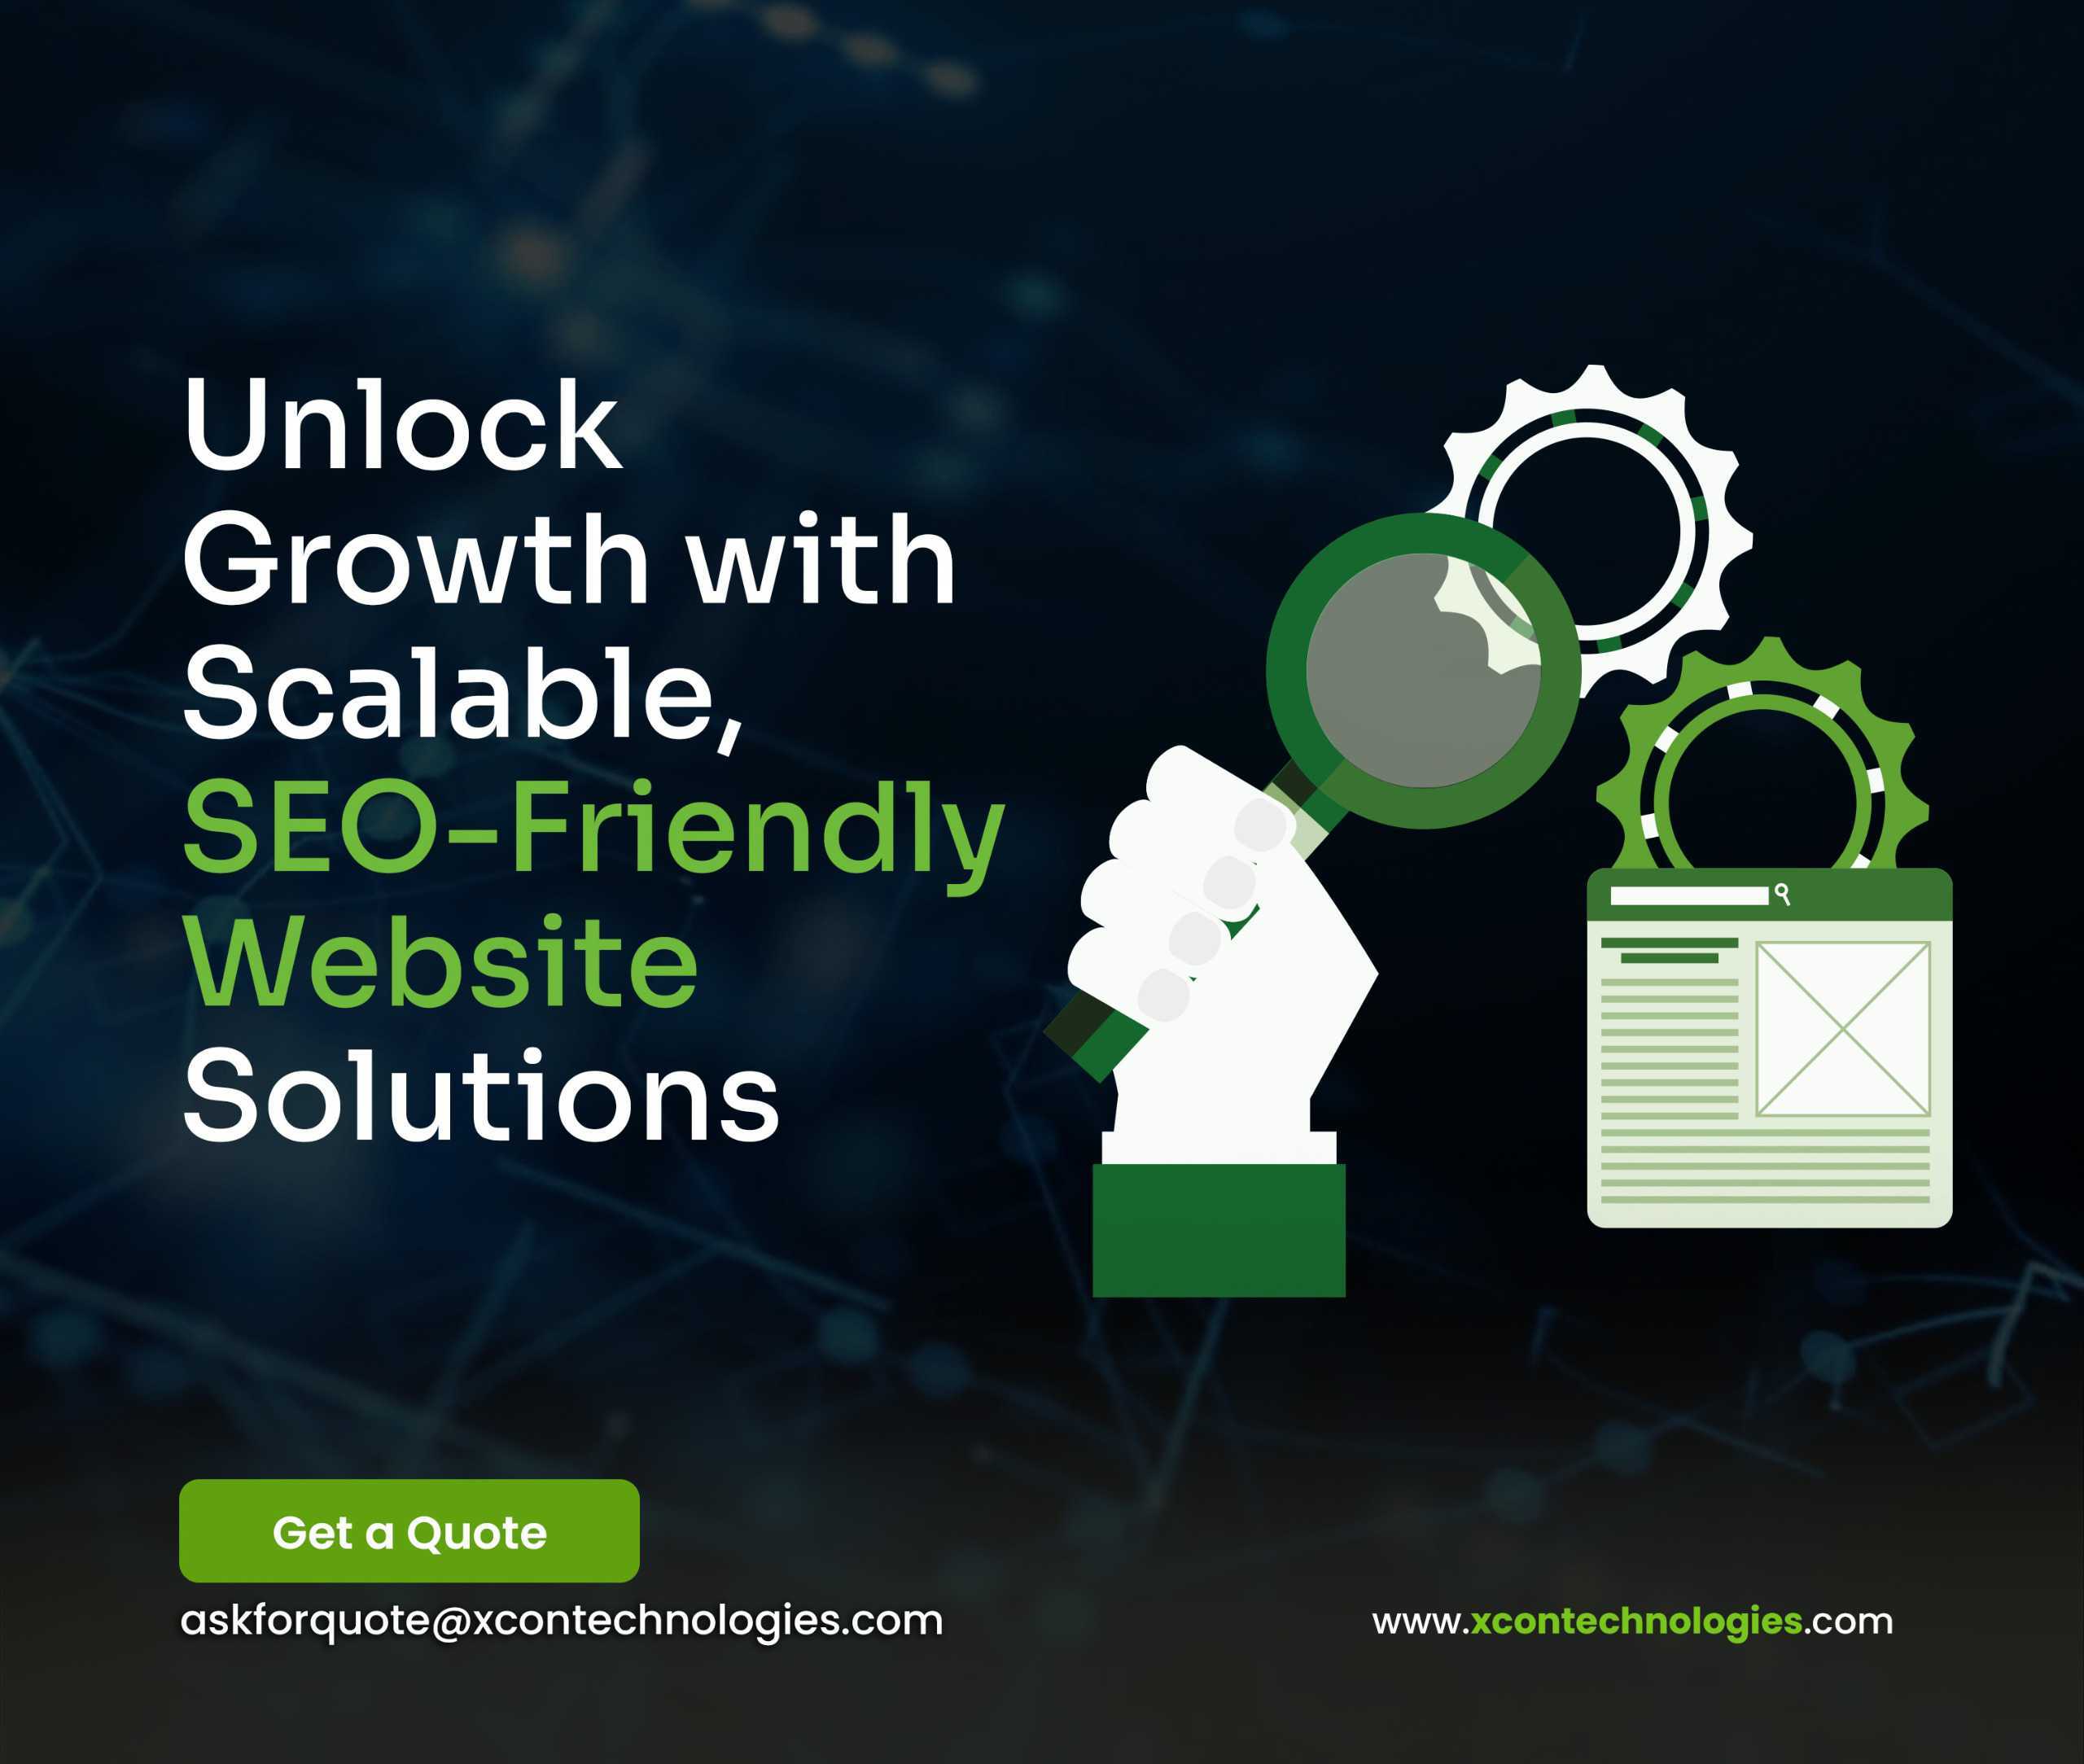 Unlock
Growth with
Scalable,
SEO-Friendly
Website
Solutions
Get a Quote
askforquote@xcontechnologies.com
www.xcontechnologies.com